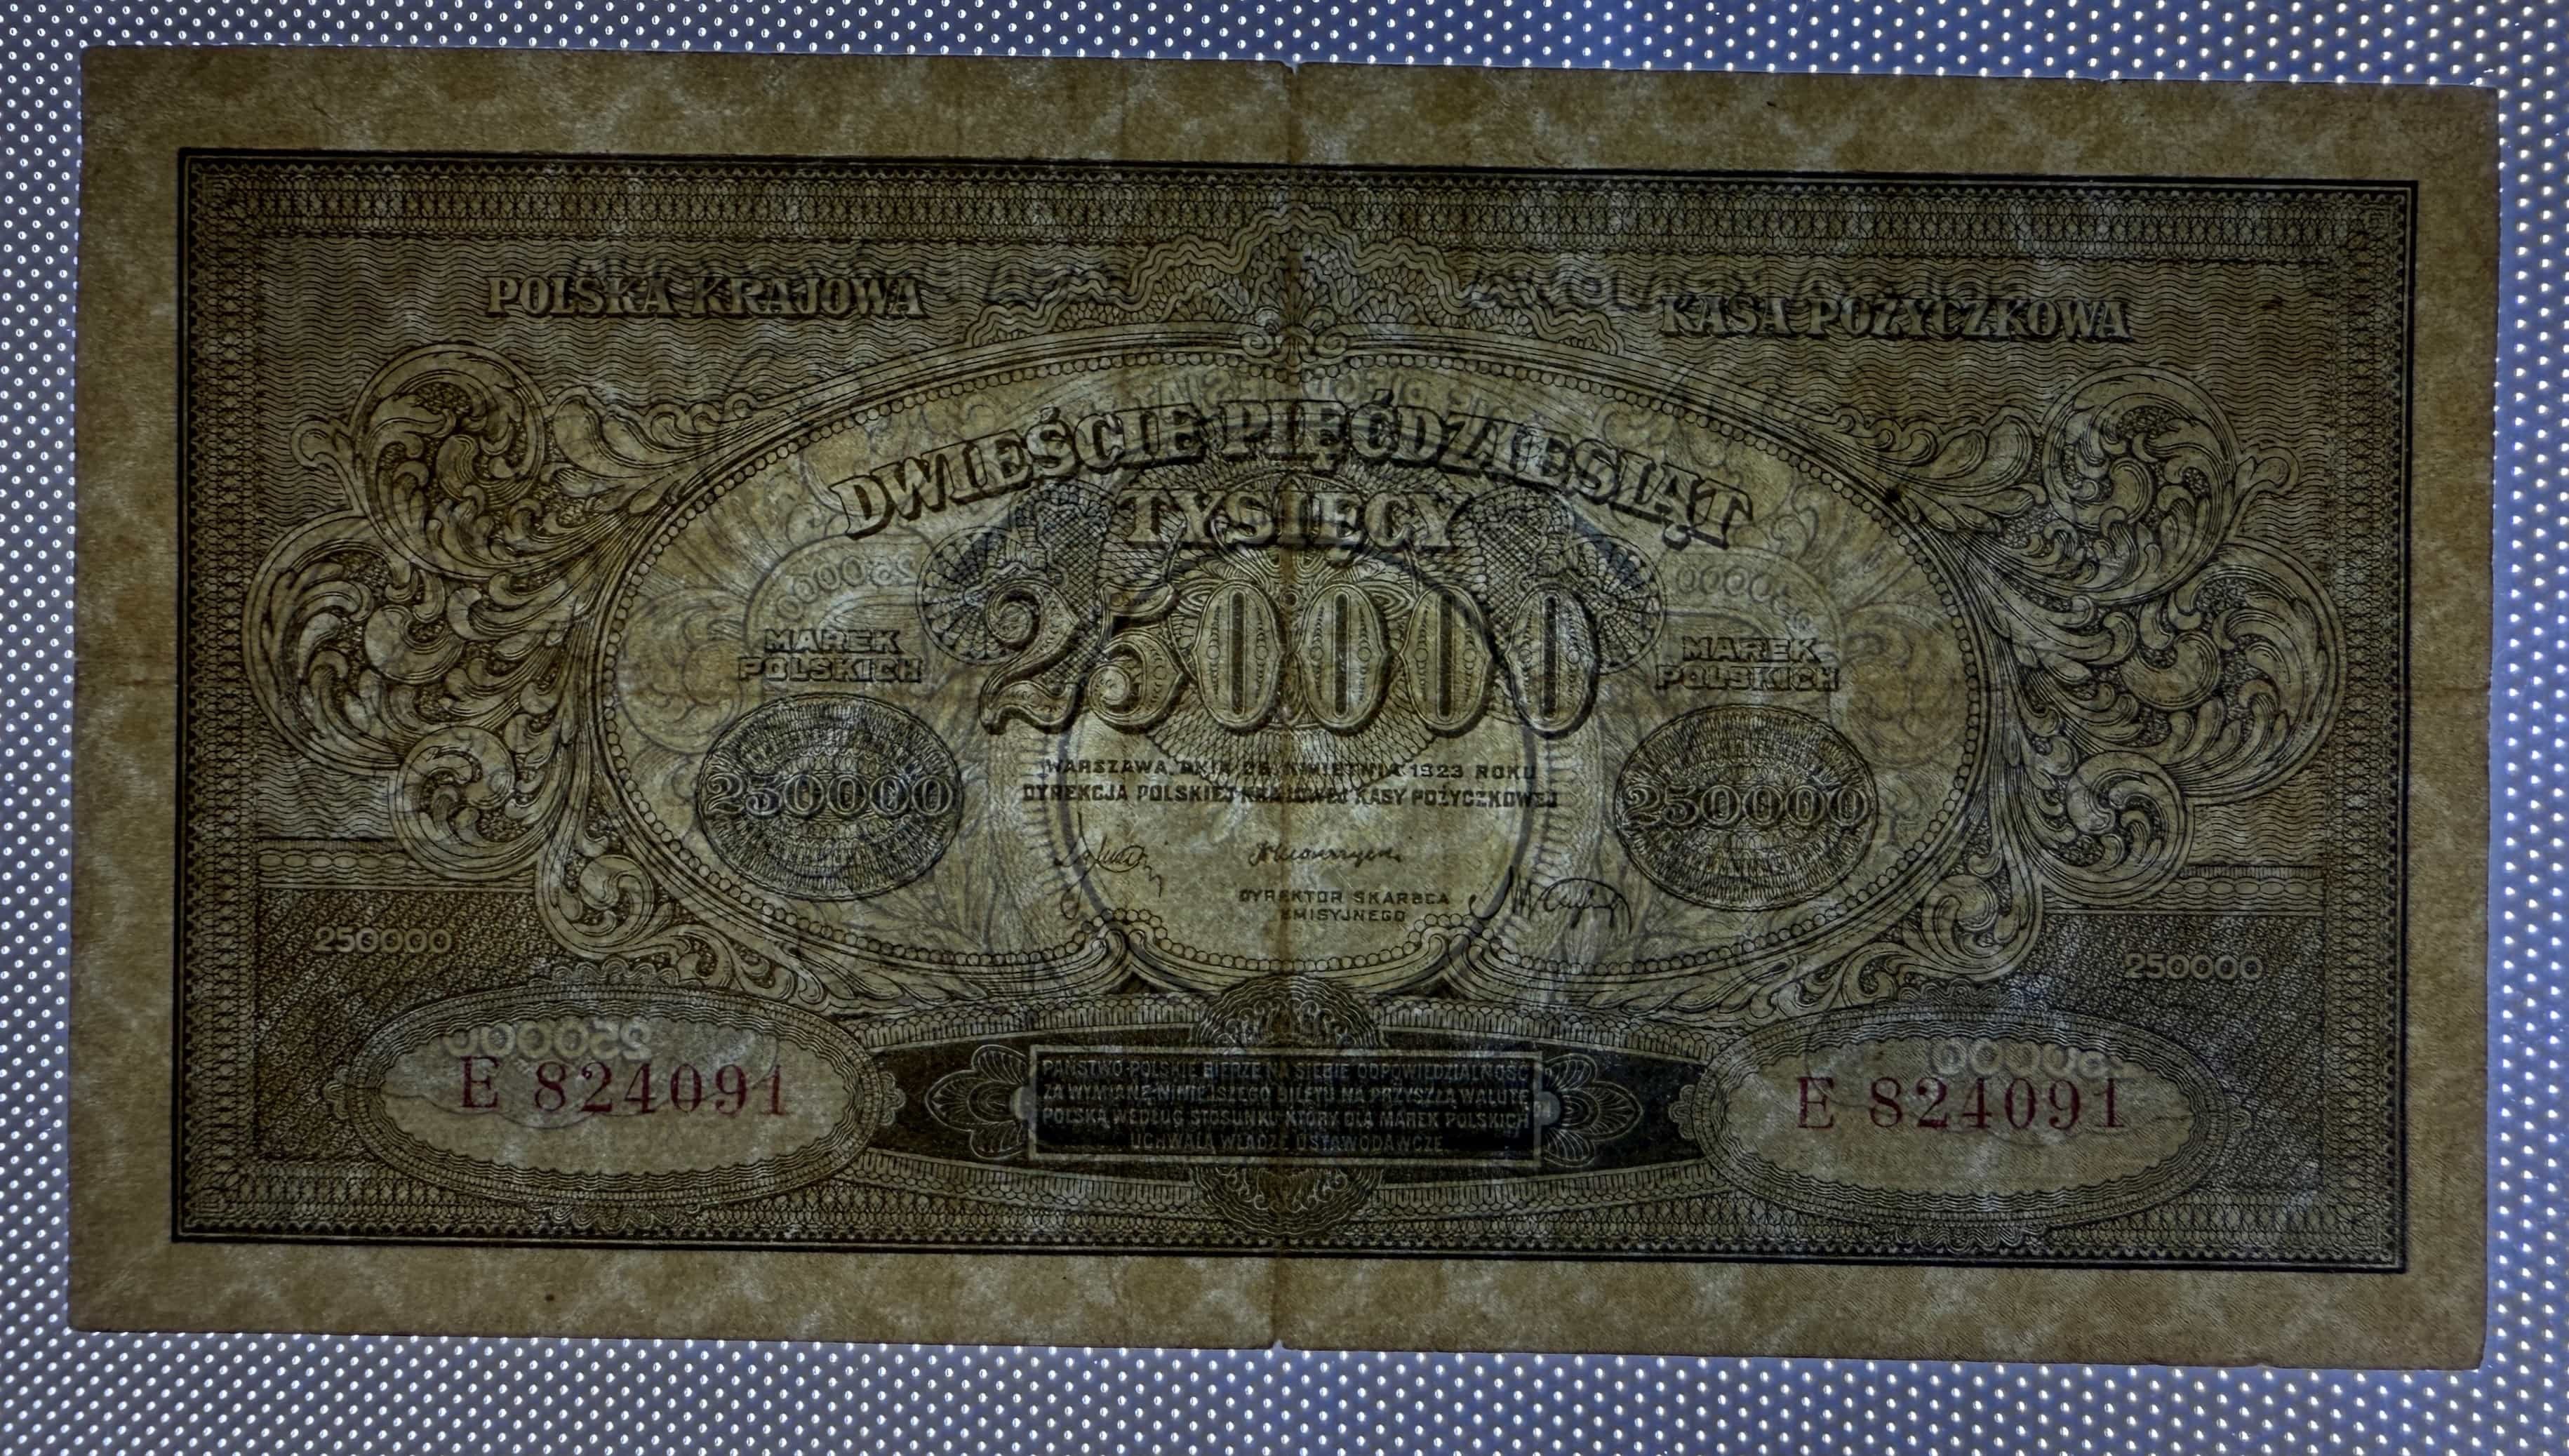 POLSKA KRAJOWA KASA POŻYCZKOWA
DWIEŚCIE PIĘĆDZIESIĄT
TYSIĘCY
250000
MAREK
POLSKICH
MAREK
POLSKICH
250000
250000
WARSZAWA, DNIA 25 KWIETNIA 1923 ROKU
DYREKCJA POLSKIEJ KRAJOWEJ KASY POŻYCZKOWEJ
DYREKTOR SKARBCA
EMISYJNEGO
250000
250000
E 824091
E 824091
PAŃSTWO POLSKIE BIERZE NA SIEBIE ODPOWIEDZIALNOŚĆ
ZA WYMIANĘ NINIEJSZEGO BILETU NA PRZYSZŁĄ WALUTĘ
POLSKĄ WEDŁUG STOSUNKU KTÓRY DLA MAREK POLSKICH
UCHWALĄ WŁADZE USTAWODAWCZE